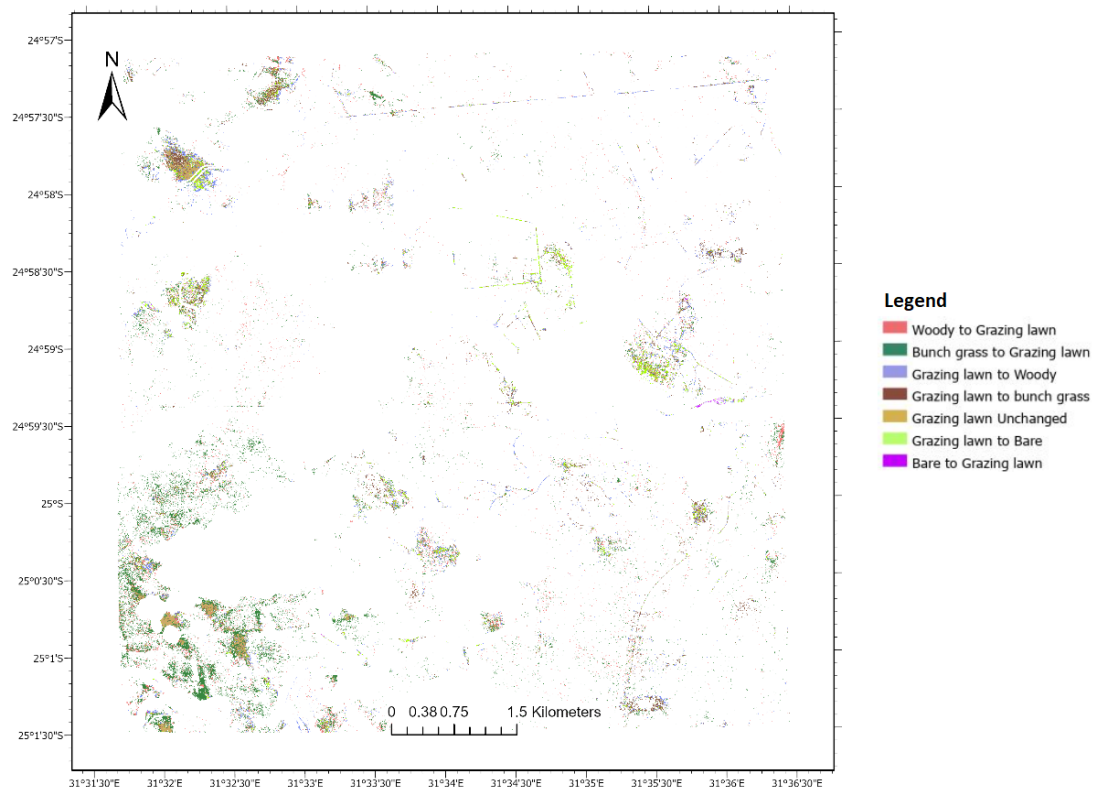 24°57'S
N
24°57'30"S
24°58'S
24°58'30"S
24°59'S
24°59'30"S
25°S
25°0'30"S
25°1'S
25°1'30"S
Legend
Woody to Grazing lawn
Bunch grass to Grazing lawn
Grazing lawn to Woody
Grazing lawn to bunch grass
Grazing lawn Unchanged
Grazing lawn to Bare
Bare to Grazing lawn
0 0.38 0.75 1.5 Kilometers
31°31'30"E 31°32'E 31°32'30"E 31°33'E 31°33'30"E 31°34'E 31°34'30"E 31°35'E 31°35'30"E 31°36'E 31°36'30"E